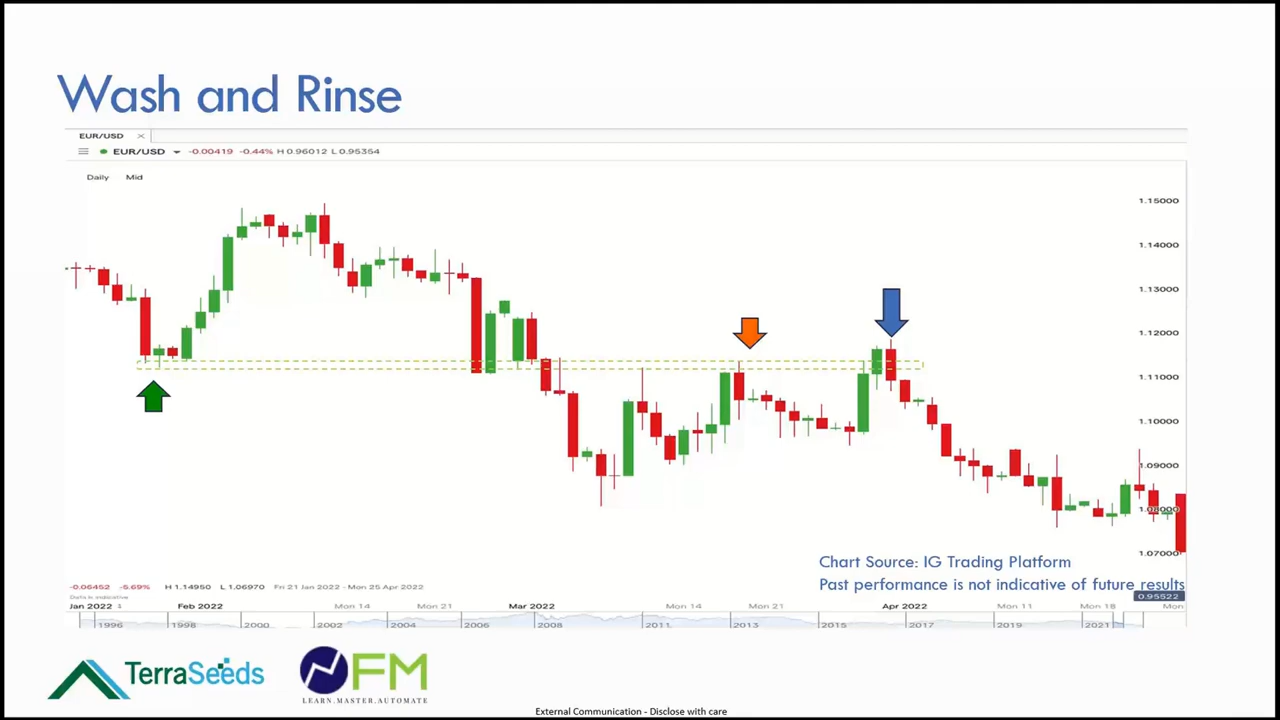 Wash and Rinse
EUR/USD ×
EUR/USD -0.00419 -0.44% H 0.96012 L 0.95354
Daily Mid
1.15000
1.14000
1.13000
1.12000
1.11000
1.10000
1.09000
1.08000
1.07000
Chart Source: IG Trading Platform
Past performance is not indicative of future results
-0.06452 -5.69% H 1.14950 L 1.06970 Fri 21 Jan 2022 - Mon 25 Apr 2022
Data is indicative
0.95522
Jan 2022 Feb 2022 Mon 14 Mon 21 Mar 2022 Mon 14 Mon 21 Apr 2022 Mon 11 Mon 18 Mon
1996 1998 2000 2002 2004 2006 2008 2011 2013 2015 2017 2019 2021
TerraSeeds
FM
LEARN.MASTER.AUTOMATE
External Communication - Disclose with care